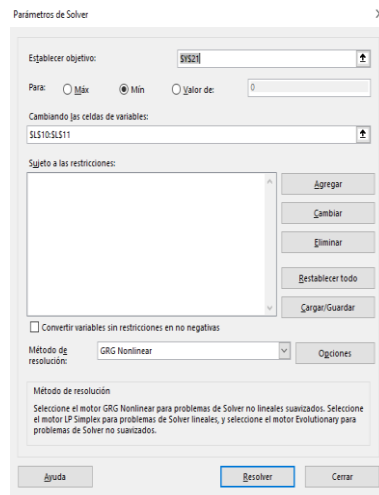 Parámetros de Solver
Establecer objetivo: $Y$21
Para: Máx Mín Valor de: 0
Cambiando las celdas de variables:
$L$10:$L$11
Sujeto a las restricciones:
Agregar
Cambiar
Eliminar
Restablecer todo
Cargar/Guardar
Convertir variables sin restricciones en no negativas
Método de resolución: GRG Nonlinear Opciones
Método de resolución
Seleccione el motor GRG Nonlinear para problemas de Solver no lineales suavizados. Seleccione
el motor LP Simplex para problemas de Solver lineales, y seleccione el motor Evolutionary para
problemas de Solver no suavizados.
Ayuda Resolver Cerrar